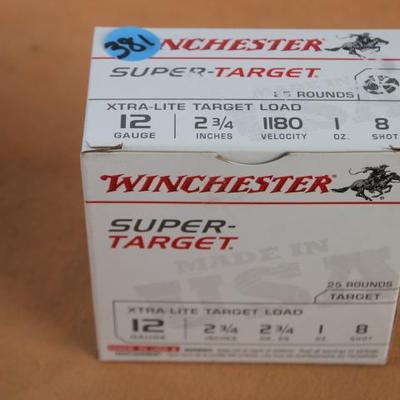 381
WINCHESTER
SUPER-TARGET
25 ROUNDS
XTRA-LITE TARGET LOAD
12 2 3/4 1180 1 8
GAUGE INCHES VELOCITY OZ. SHOT
WINCHESTER
SUPER-
TARGET
MADE IN
USA
25 ROUNDS
TARGET
XTRA-LITE TARGET LOAD
12 2 3/4 2 3/4 1 8
GAUGE INCHES DR. EQ. OZ. SHOT